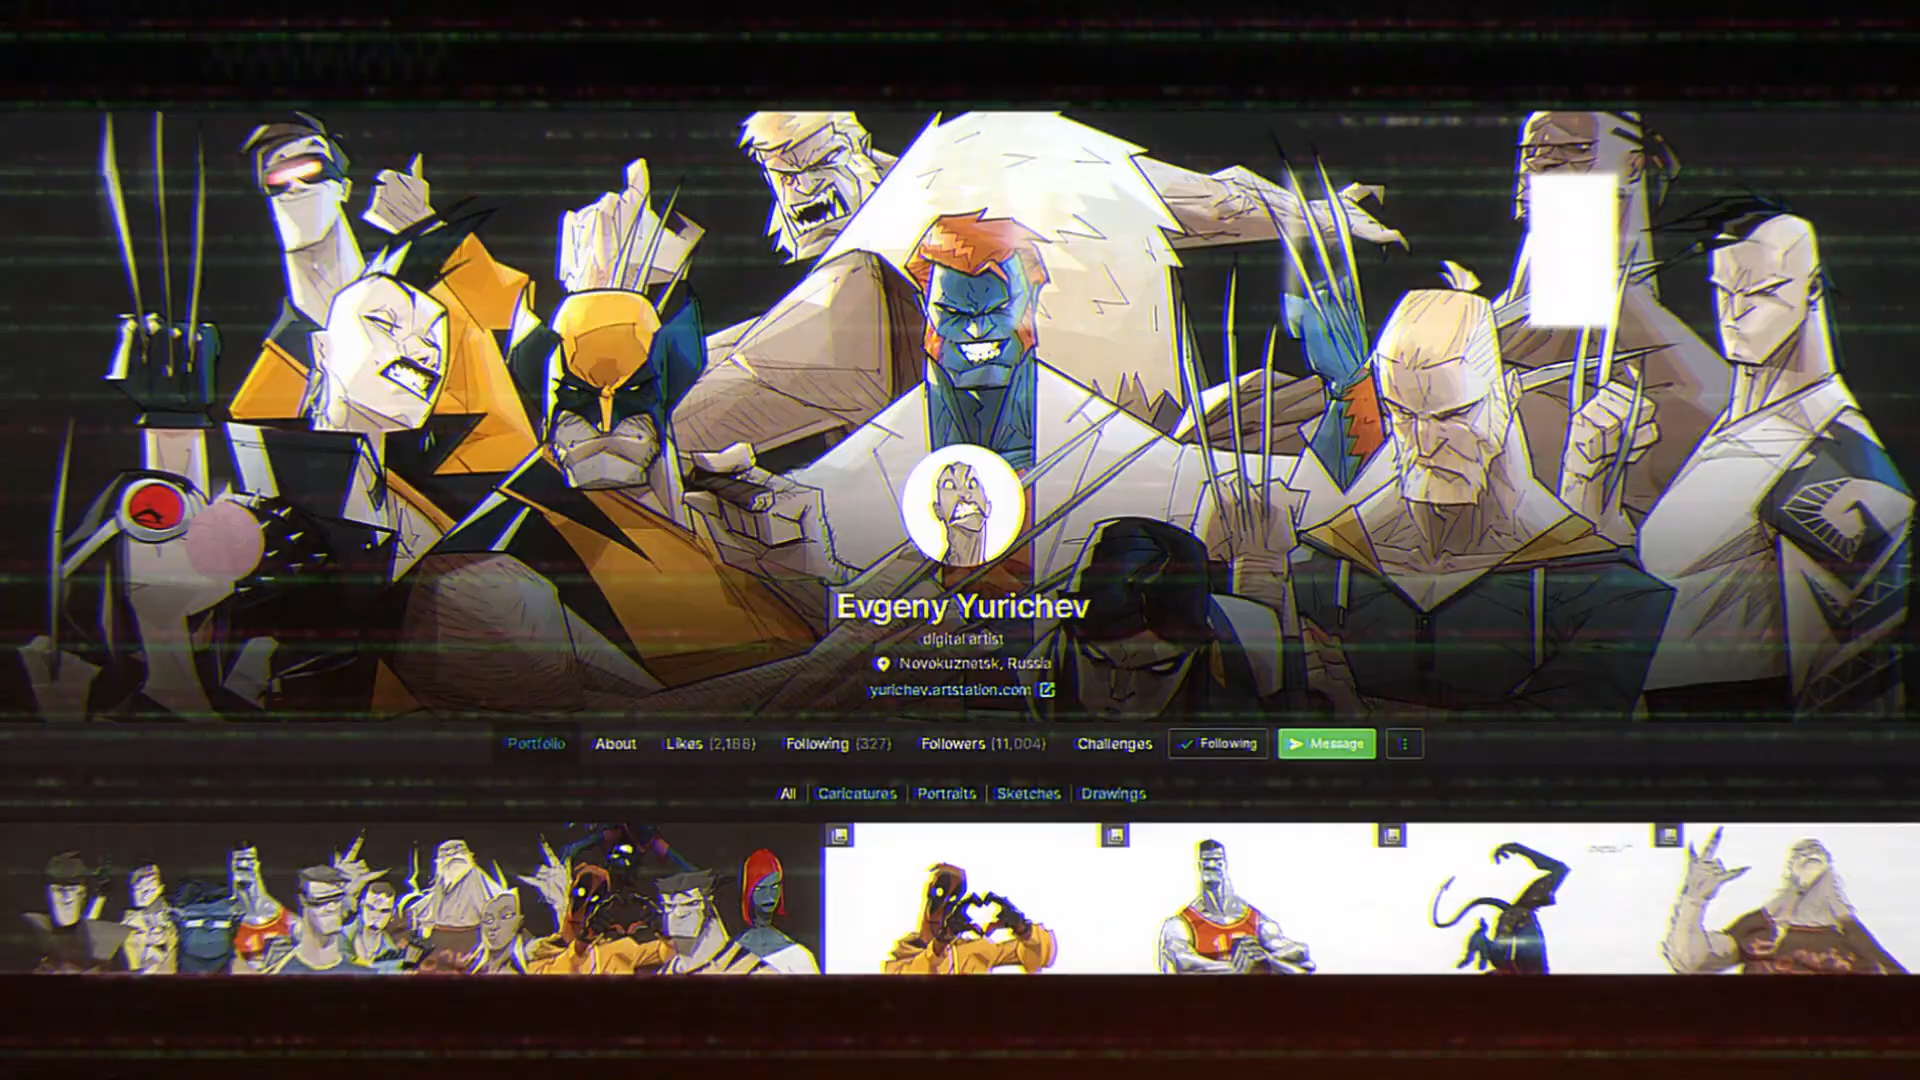 Evgeny Yurichev
digital artist
Novokuznetsk, Russia
yurichev.artstation.com
Portfolio About Likes (2,188) Following (327) Followers (11,004) Challenges Following Message
All | Caricatures | Portraits | Sketches | Drawings